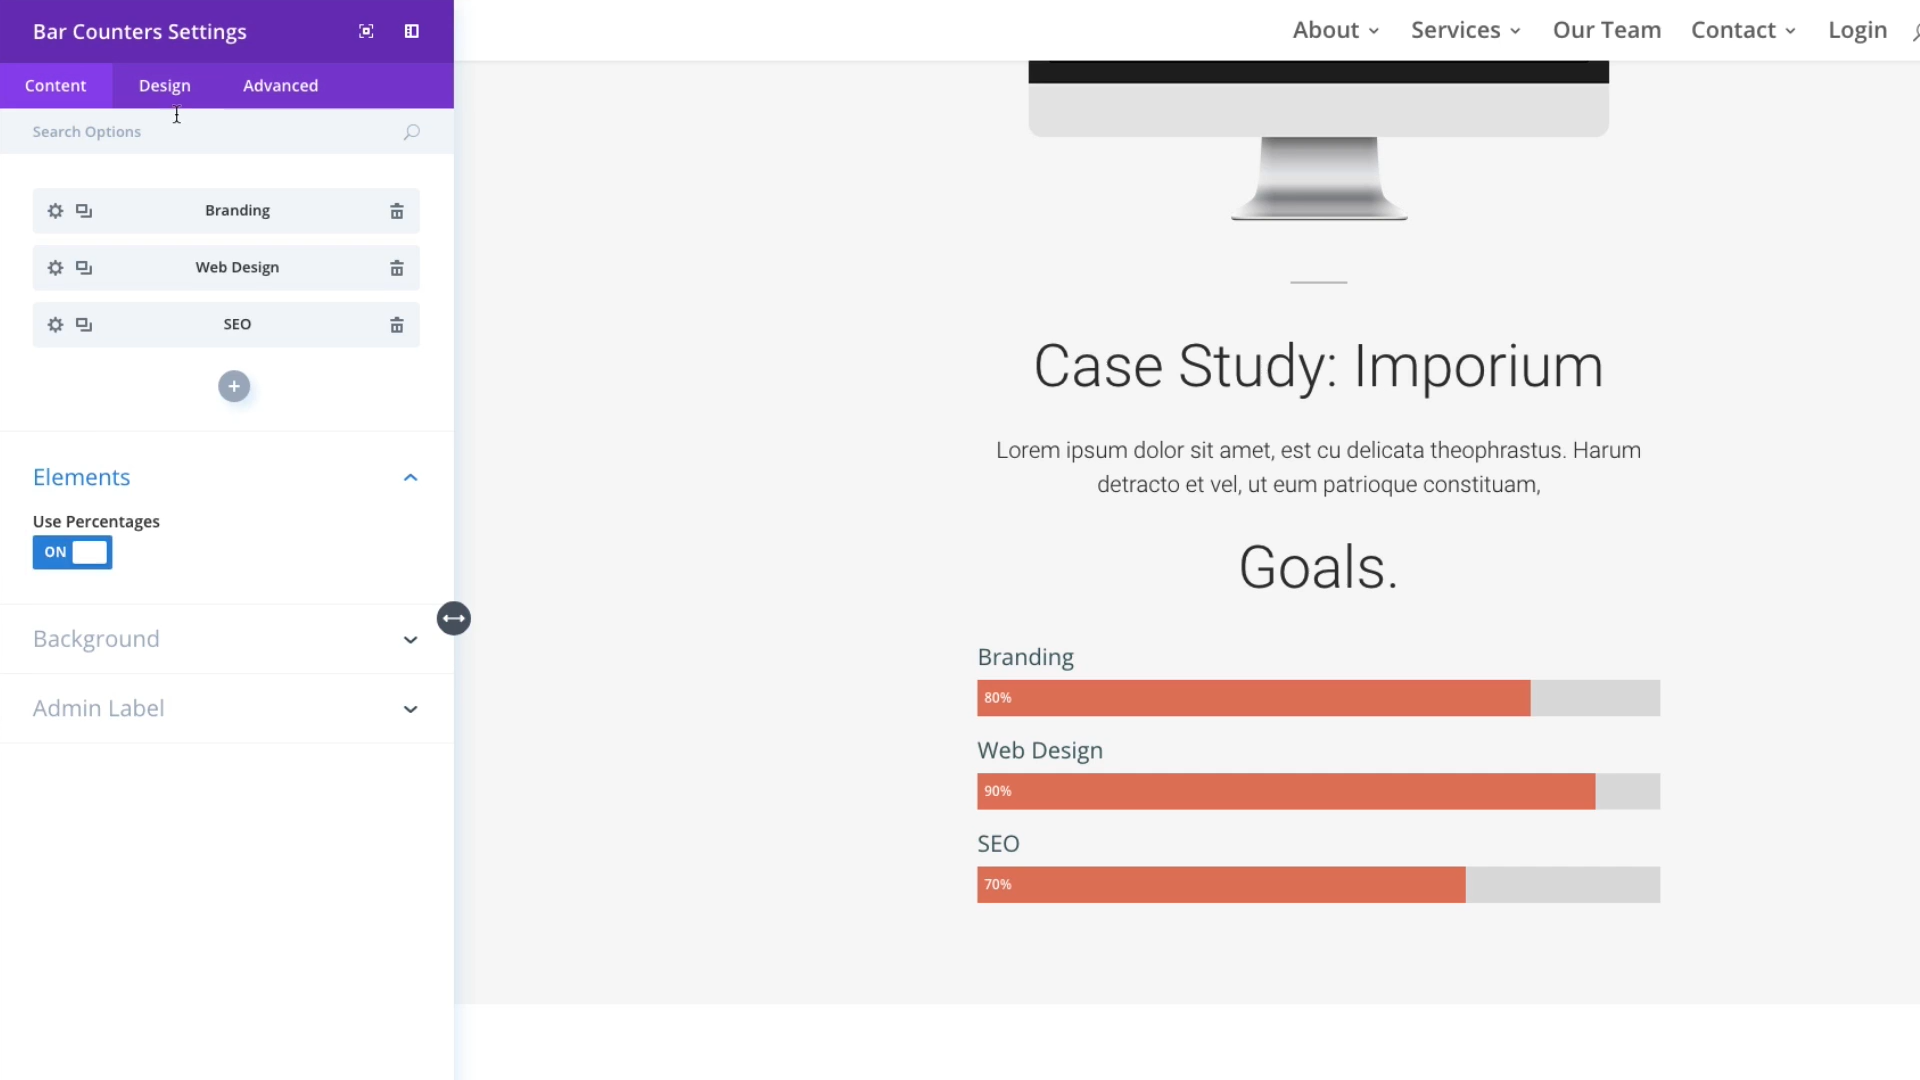 Bar Counters Settings
Content Design Advanced
Search Options
Branding
Web Design
SEO
Elements
Use Percentages
ON
Background
Admin Label
About Services Our Team Contact Login
Case Study: Imporium
Lorem ipsum dolor sit amet, est cu delicata theophrastus. Harum
detracto et vel, ut eum patrioque constituam,
Goals.
Branding
80%
Web Design
90%
SEO
70%